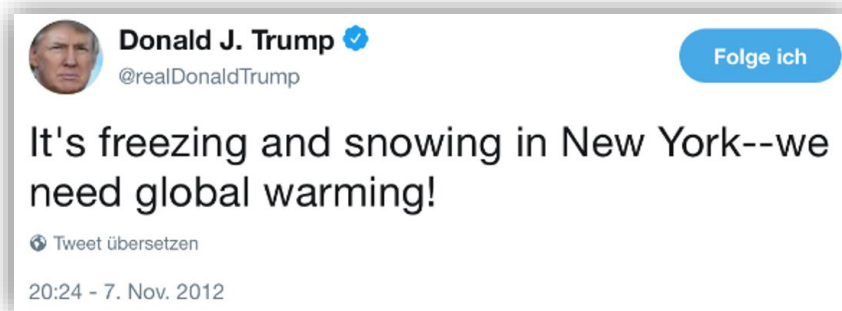 Donald J. Trump
@realDonaldTrump
Folge ich
It's freezing and snowing in New York--we
need global warming!
Tweet übersetzen
20:24 - 7. Nov. 2012